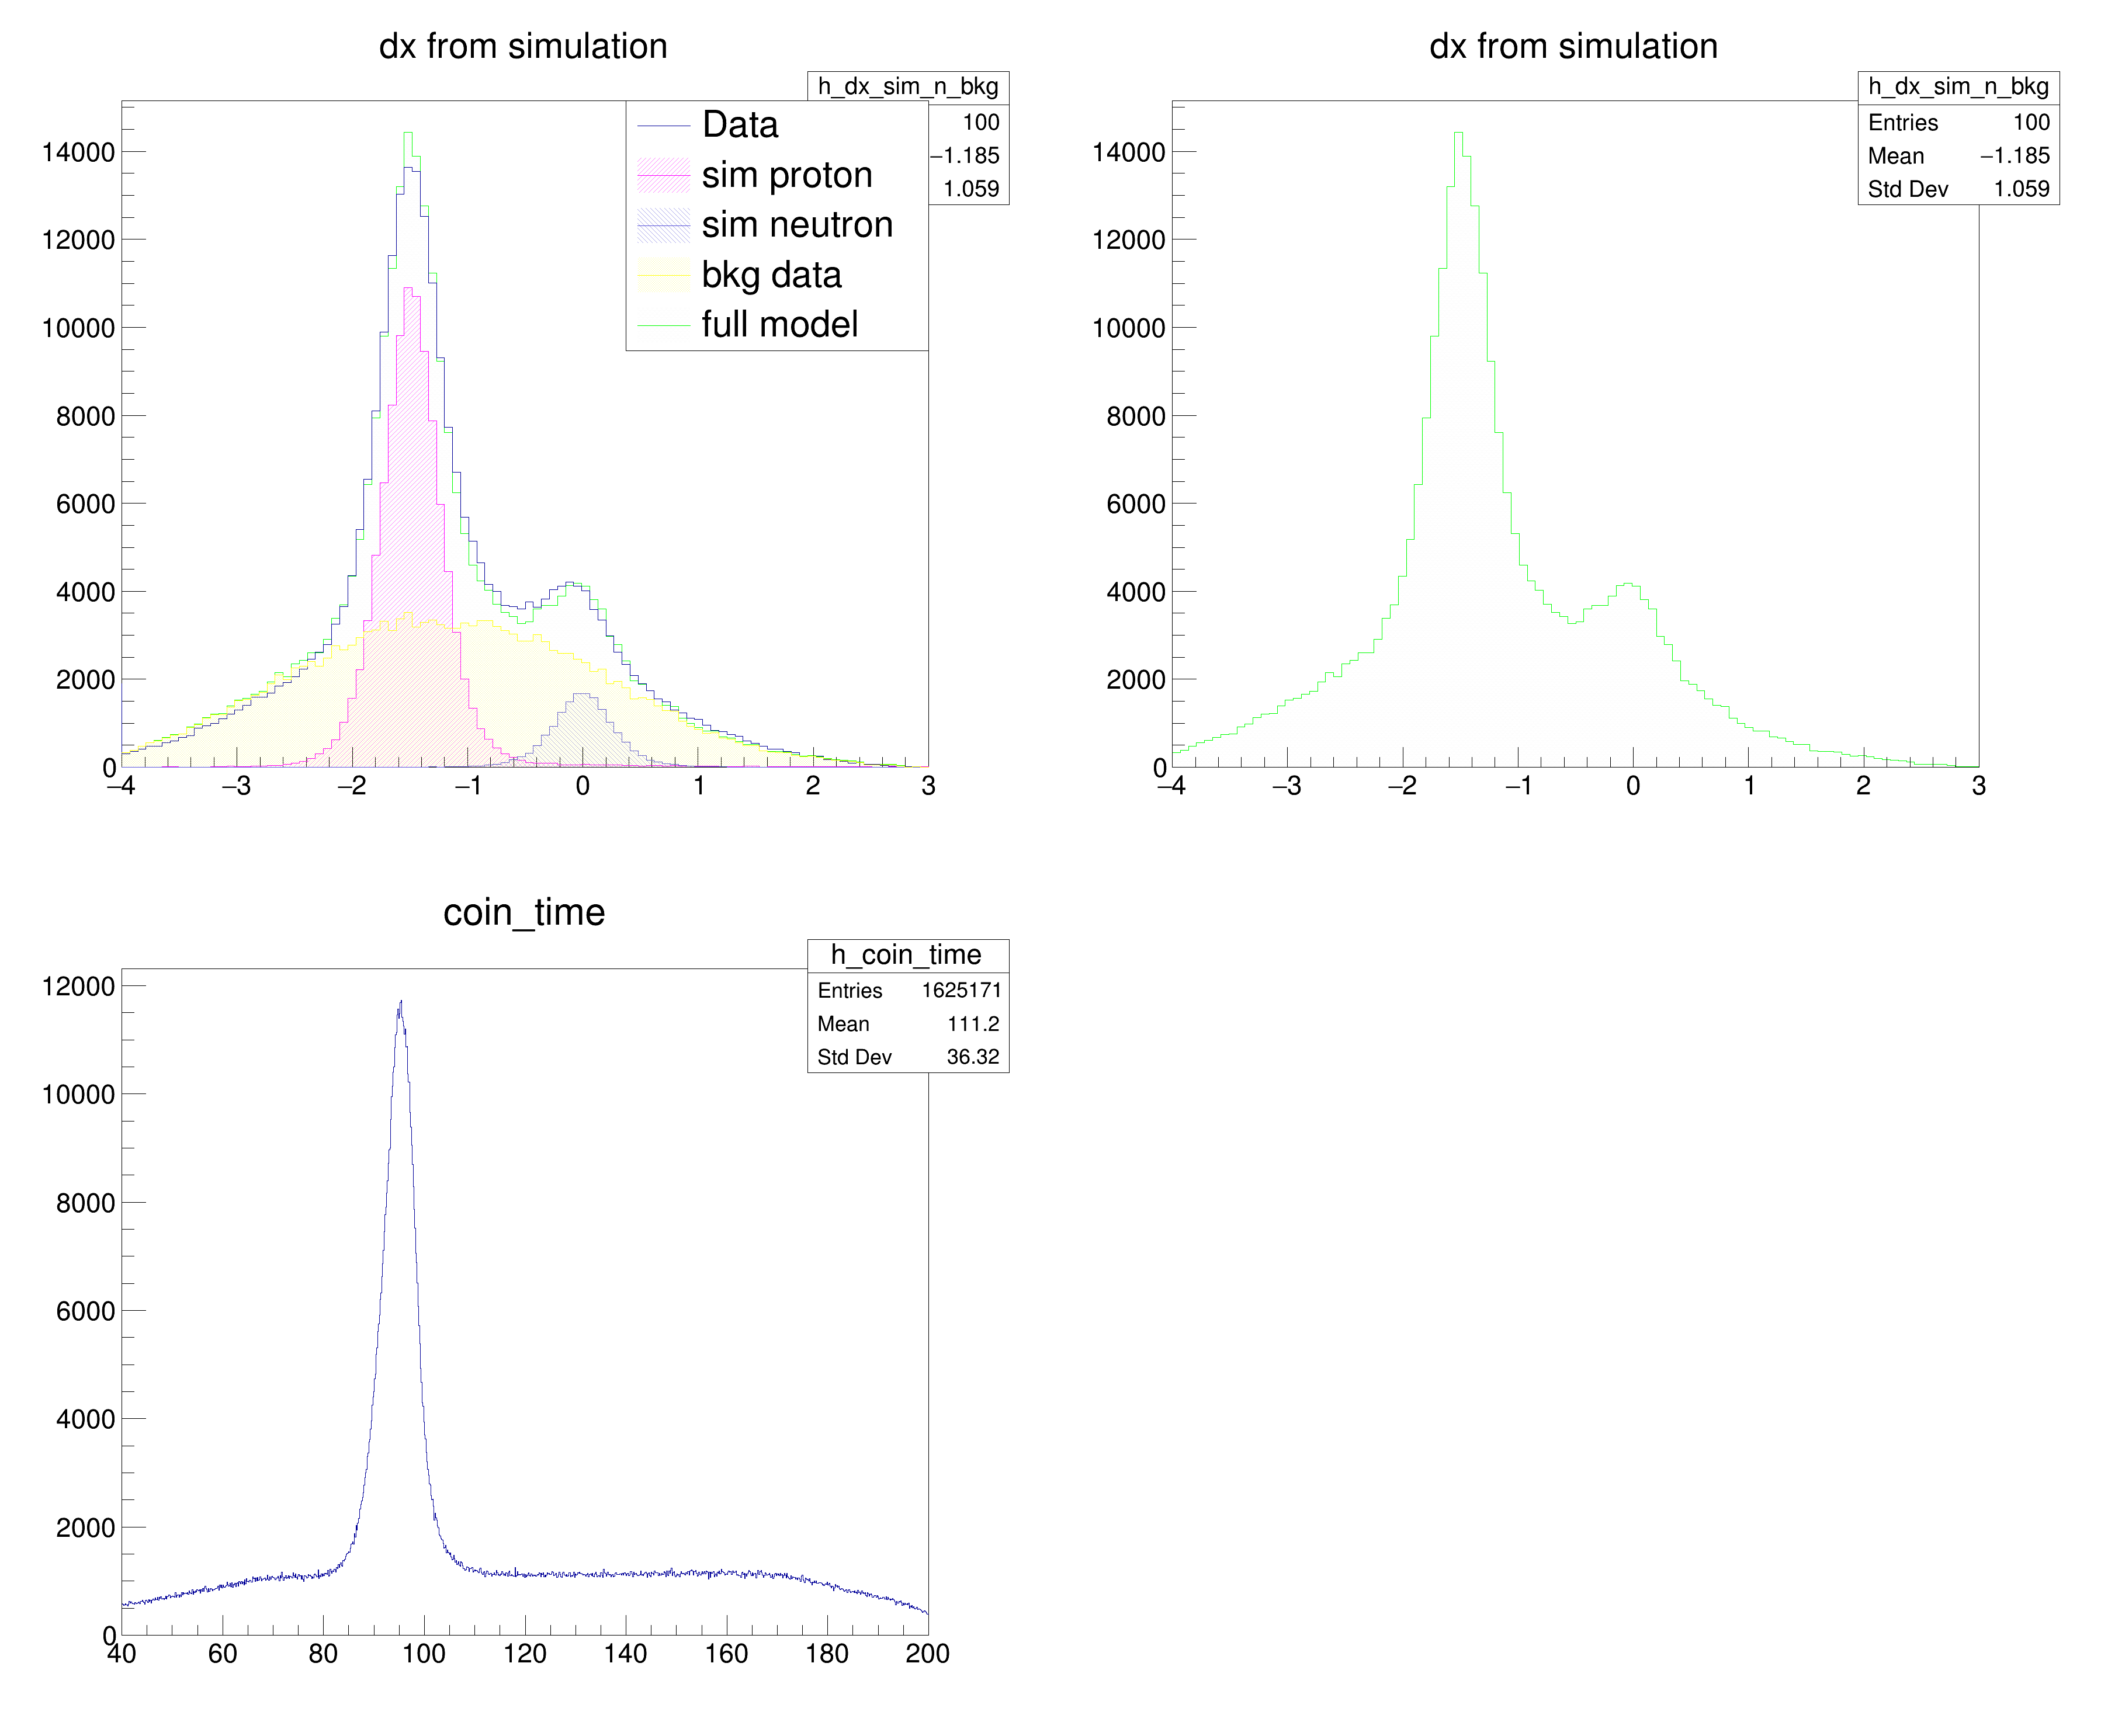 dx from simulation
h_dx_sim_n_bkg
100
−1.185
1.059
Data
sim proton
sim neutron
bkg data
full model
14000
12000
10000
8000
6000
4000
2000
0
−4 −3 −2 −1 0 1 2 3
dx from simulation
h_dx_sim_n_bkg
Entries 100
Mean −1.185
Std Dev 1.059
14000
12000
10000
8000
6000
4000
2000
0
−4 −3 −2 −1 0 1 2 3
coin_time
h_coin_time
Entries 1625171
Mean 111.2
Std Dev 36.32
12000
10000
8000
6000
4000
2000
0
40 60 80 100 120 140 160 180 200